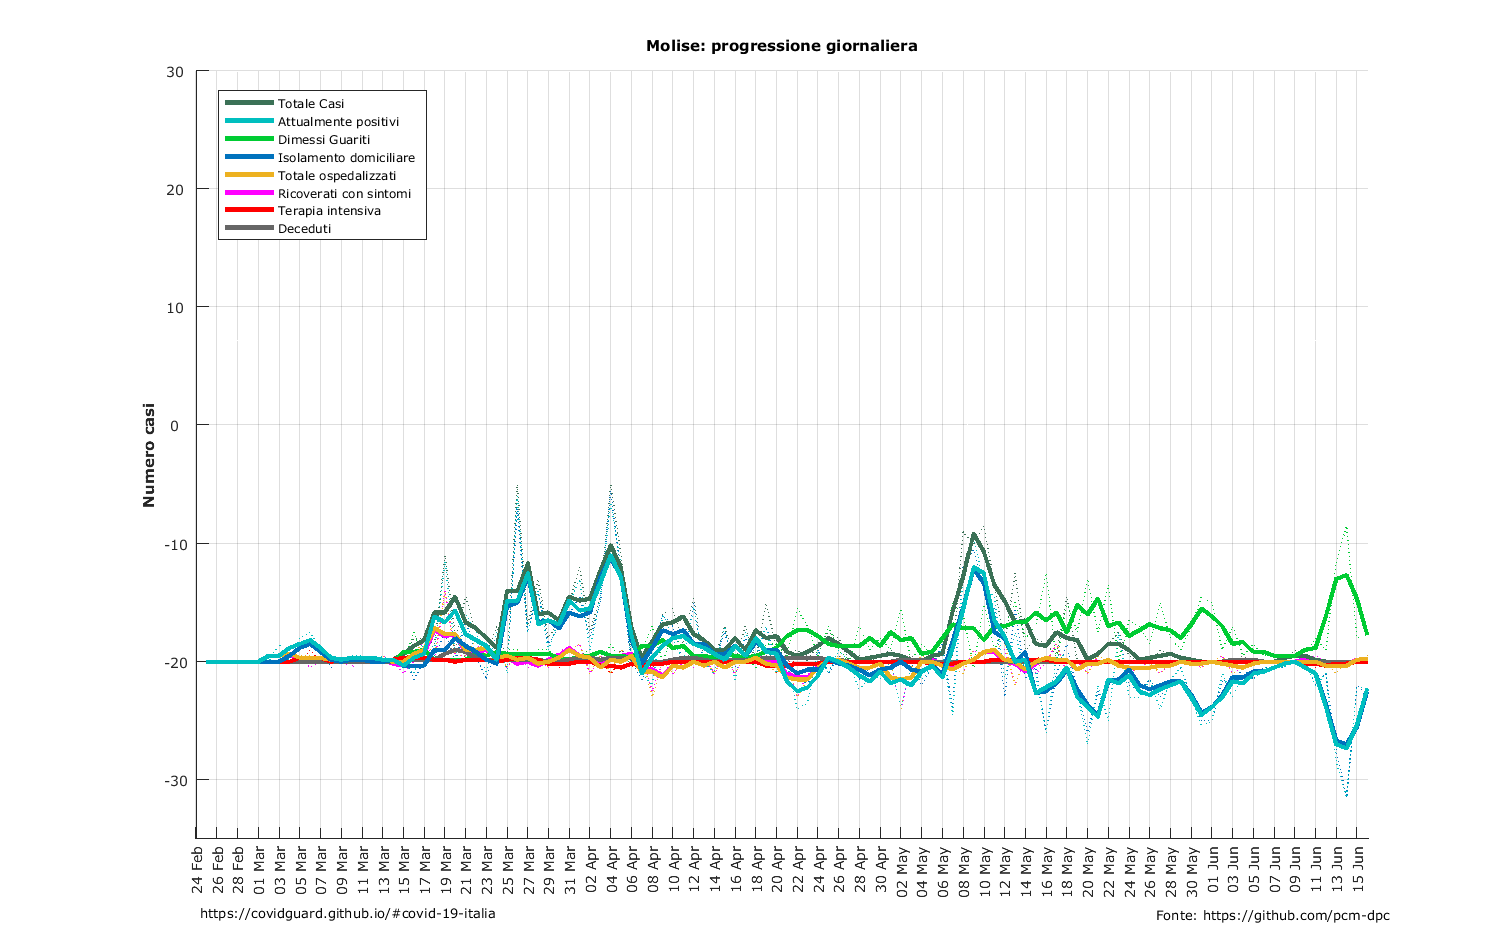 Molise: progressione giornaliera
30
20
10
0
-10
-20
-30
Numero casi
Totale Casi
Attualmente positivi
Dimessi Guariti
Isolamento domiciliare
Totale ospedalizzati
Ricoverati con sintomi
Terapia intensiva
Deceduti
24 Feb
26 Feb
28 Feb
01 Mar
03 Mar
05 Mar
07 Mar
09 Mar
11 Mar
13 Mar
15 Mar
17 Mar
19 Mar
21 Mar
23 Mar
25 Mar
27 Mar
29 Mar
31 Mar
02 Apr
04 Apr
06 Apr
08 Apr
10 Apr
12 Apr
14 Apr
16 Apr
18 Apr
20 Apr
22 Apr
24 Apr
26 Apr
28 Apr
30 Apr
02 May
04 May
06 May
08 May
10 May
12 May
14 May
16 May
18 May
20 May
22 May
24 May
26 May
28 May
30 May
01 Jun
03 Jun
05 Jun
07 Jun
09 Jun
11 Jun
13 Jun
15 Jun
https://covidguard.github.io/#covid-19-italia
Fonte: https://github.com/pcm-dpc